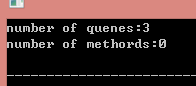 number of quenes:3
number of methords:0
--------------------